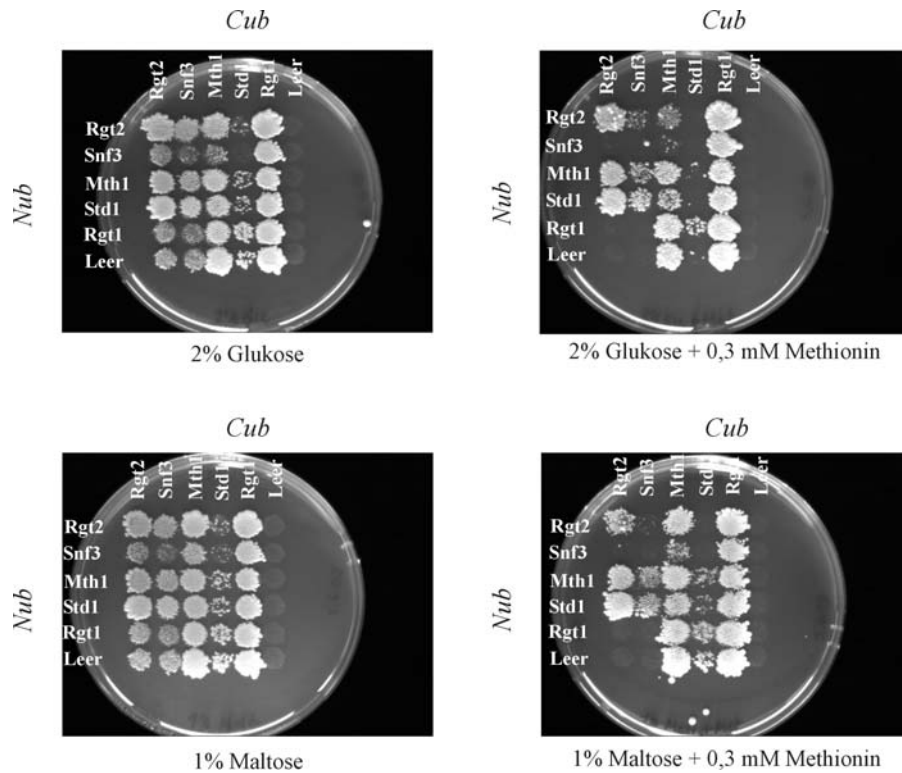 Cub
Cub
Rgt2 Snf3 Mth1 Std1 Rgt1 Leer
Rgt2 Snf3 Mth1 Std1 Rgt1 Leer
Nub
Rgt2
Snf3
Mth1
Std1
Rgt1
Leer
Nub
Rgt2
Snf3
Mth1
Std1
Rgt1
Leer
2% Glukose
2% Glukose + 0,3 mM Methionin
Cub
Cub
Rgt2 Snf3 Mth1 Std1 Rgt1 Leer
Rgt2 Snf3 Mth1 Std1 Rgt1 Leer
Nub
Rgt2
Snf3
Mth1
Std1
Rgt1
Leer
Nub
Rgt2
Snf3
Mth1
Std1
Rgt1
Leer
1% Maltose
1% Maltose + 0,3 mM Methionin